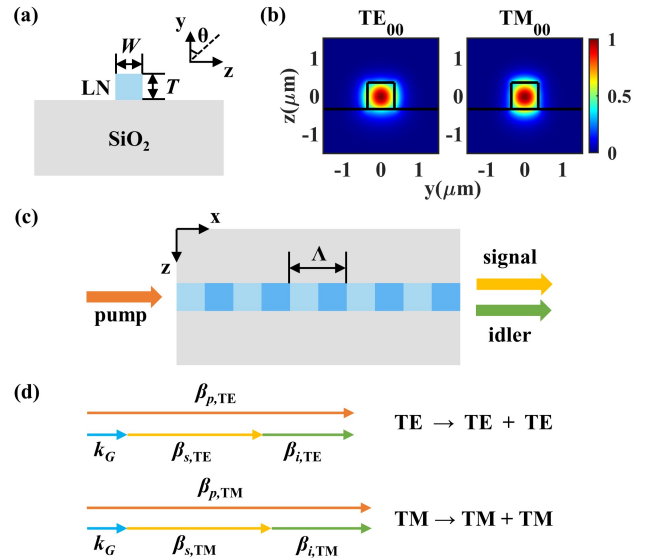 (a)
y
θ
z
W
LN
T
SiO₂
(b)
TE₀₀
TM₀₀
1
0
-1
z(μm)
-1 0 1
-1 0 1
y(μm)
1
0.5
0
(c)
x
z
Λ
pump
signal
idler
(d)
βp,TE
kG
βs,TE
βi,TE
TE → TE + TE
βp,TM
kG
βs,TM
βi,TM
TM → TM + TM